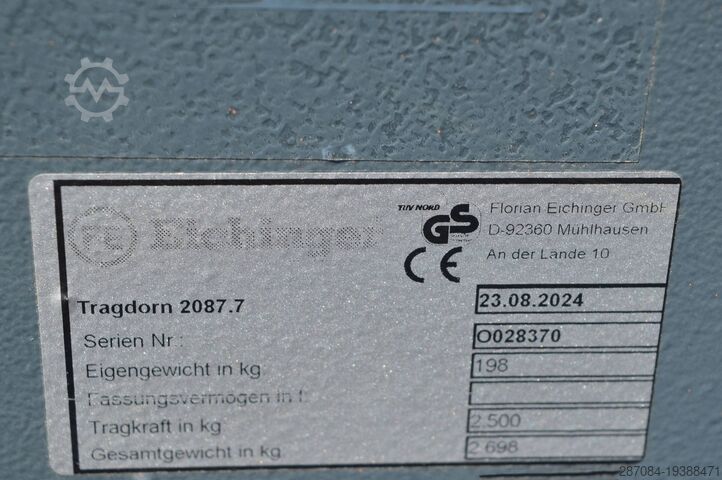 FE Eichinger
TÜV NORD
GS
CE
Florian Eichinger GmbH
D-92360 Mühlhausen
An der Lande 10
Tragdorn 2087.7 23.08.2024
Serien Nr : O028370
Eigengewicht in kg 198
Fassungsvermögen in l:
Tragkraft in kg 2.500
Gesamtgewicht in kg 2 698
287084-19388471